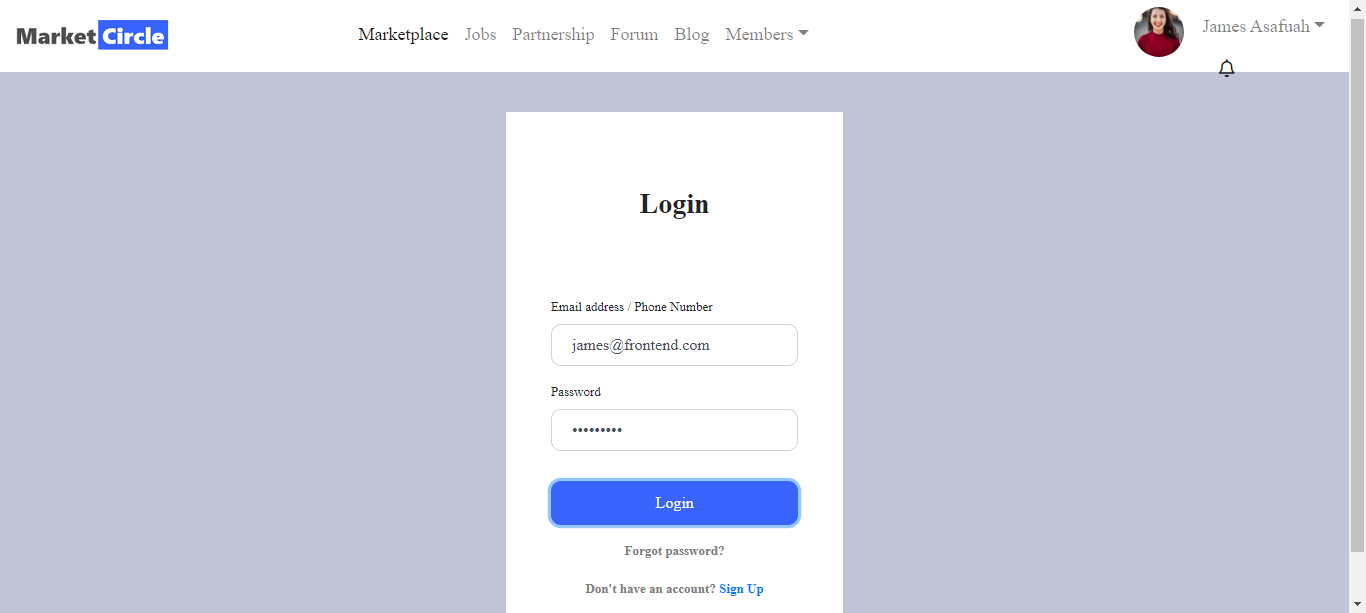 Market Circle
Marketplace Jobs Partnership Forum Blog Members
James Asafuah
Login
Email address / Phone Number
james@frontend.com
Password
•••••••••
Login
Forgot password?
Don't have an account? Sign Up